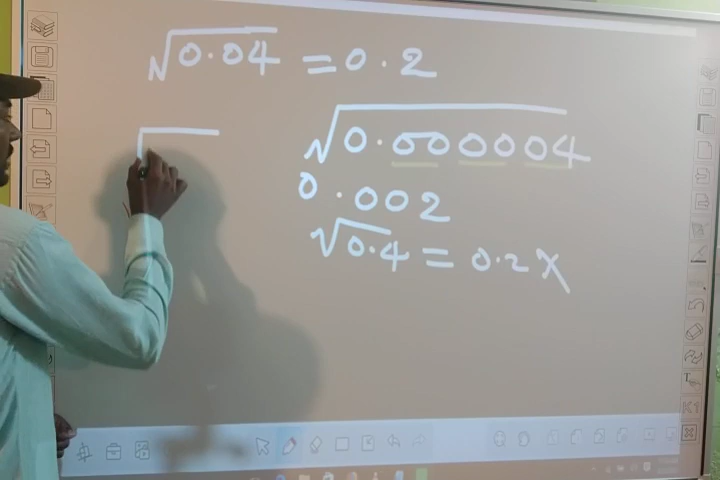 √0.04 = 0.2
√0.000004
0.002
√0.4 = 0.2 X